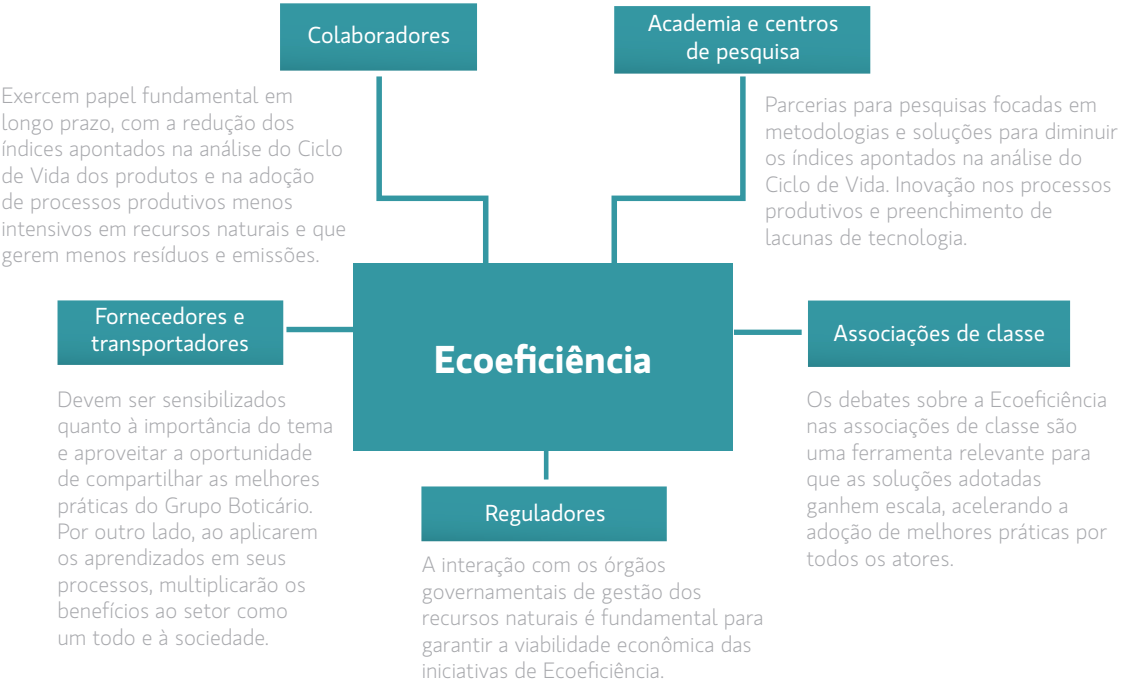 Colaboradores
Exercem papel fundamental em
longo prazo, com a redução dos
índices apontados na análise do Ciclo
de Vida dos produtos e na adoção
de processos produtivos menos
intensivos em recursos naturais e que
gerem menos resíduos e emissões.
Academia e centros
de pesquisa
Parcerias para pesquisas focadas em
metodologias e soluções para diminuir
os índices apontados na análise do
Ciclo de Vida. Inovação nos processos
produtivos e preenchimento de
lacunas de tecnologia.
Ecoeficiência
Fornecedores e
transportadores
Devem ser sensibilizados
quanto à importância do tema
e aproveitar a oportunidade
de compartilhar as melhores
práticas do Grupo Boticário.
Por outro lado, ao aplicarem
os aprendizados em seus
processos, multiplicarão os
benefícios ao setor como
um todo e à sociedade.
Reguladores
A interação com os órgãos
governamentais de gestão dos
recursos naturais é fundamental para
garantir a viabilidade econômica das
iniciativas de Ecoeficiência.
Associações de classe
Os debates sobre a Ecoeficiência
nas associações de classe são
uma ferramenta relevante para
que as soluções adotadas
ganhem escala, acelerando a
adoção de melhores práticas por
todos os atores.